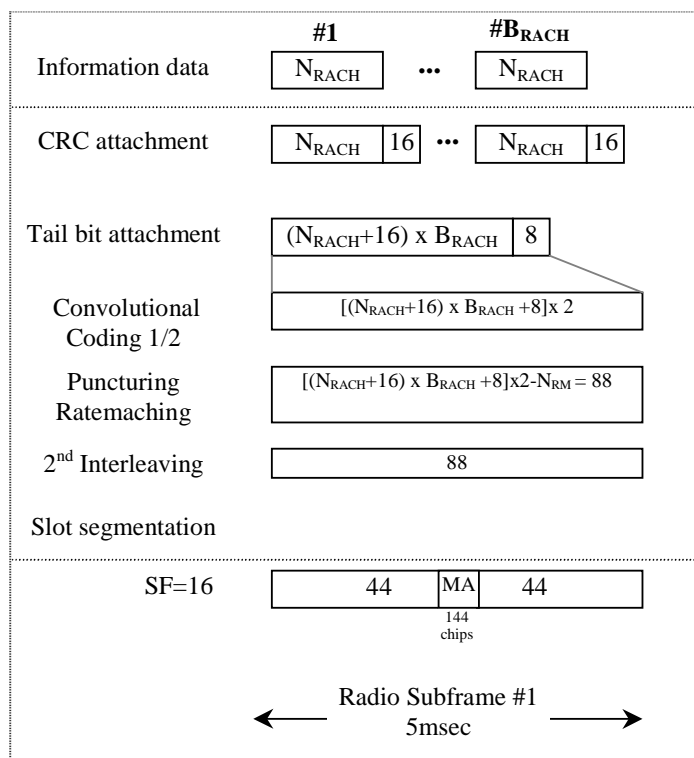 #1 #B_RACH
Information data N_RACH ... N_RACH
CRC attachment N_RACH 16 ... N_RACH 16
Tail bit attachment (N_RACH+16) x B_RACH 8
Convolutional
Coding 1/2
[(N_RACH+16) x B_RACH +8]x 2
Puncturing
Ratemaching
[(N_RACH+16) x B_RACH +8]x2-N_RM = 88
2nd Interleaving 88
Slot segmentation
SF=16 44 MA 44
144
chips
Radio Subframe #1
5msec